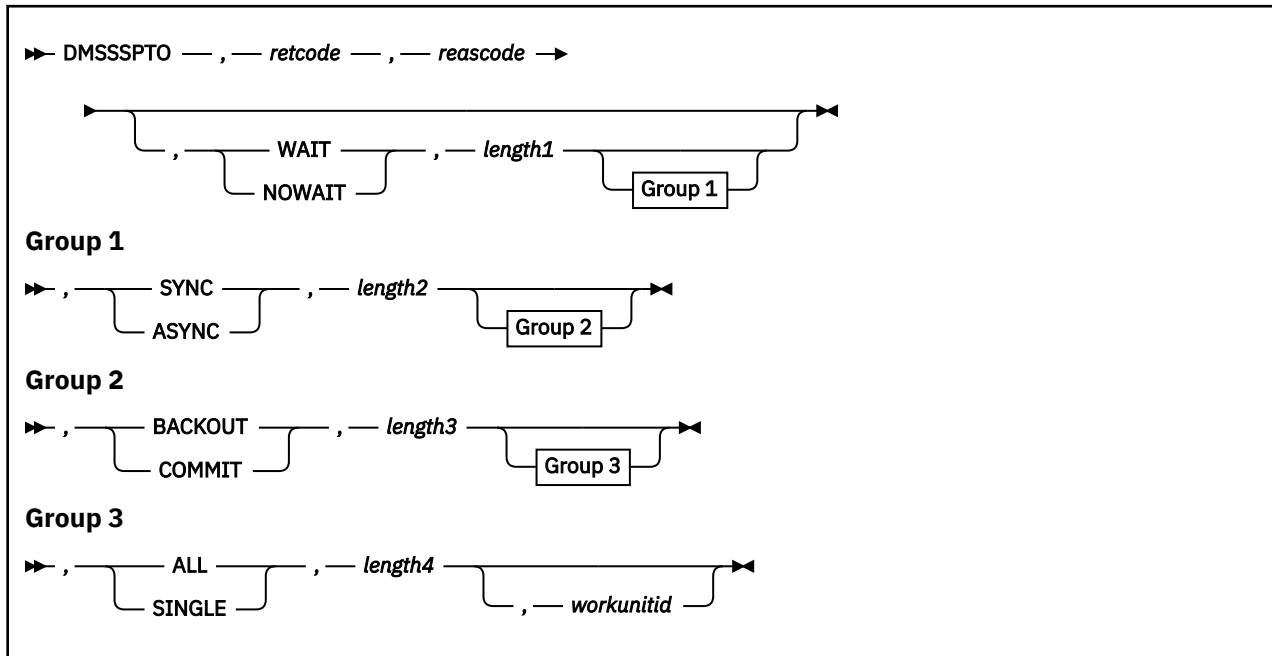 DMSSSPTO , retcode , reascode
, WAIT , length1
NOWAIT Group 1
Group 1
, SYNC , length2
ASYNC Group 2
Group 2
, BACKOUT , length3
COMMIT Group 3
Group 3
, ALL , length4
SINGLE , workunitid